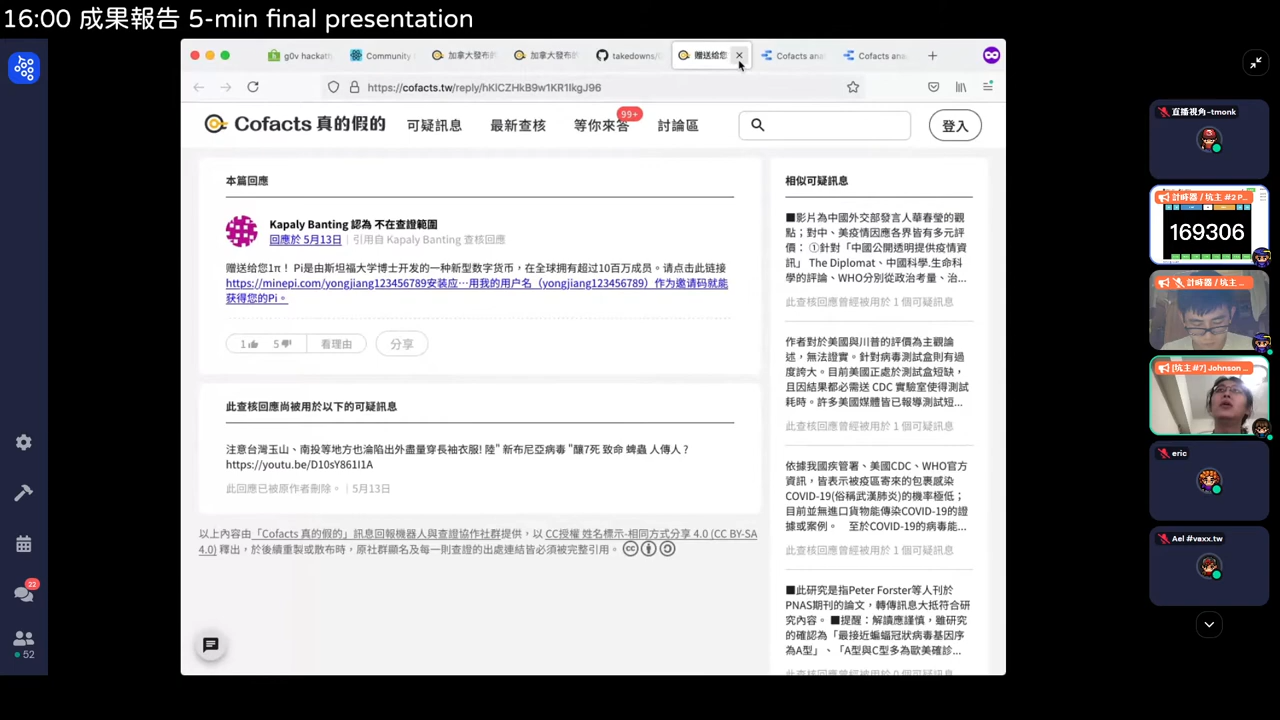 16:00 成果報告 5-min final presentation
g0v hackath
Community
加拿大發布的
加拿大發布的
takedowns/
赠送给您
Cofacts ana
Cofacts ana
https://cofacts.tw/reply/hKlCZHkB9w1KR1IkgJ96
Cofacts 真的假的
可疑訊息
最新查核
等你來答
99+
討論區
登入
本篇回應
Kapaly Banting 認為 不在查證範圍
回應於 5月13日 | 引用自 Kapaly Banting 查核回應
赠送给您1π！ Pi是由斯坦福大学博士开发的一种新型数字货币，在全球拥有超过10百万成员。请点击此链接
https://minepi.com/yongjiang123456789安装应…用我的用户名（yongjiang123456789）作为邀请码就能
获得您的Pi。
1
5
看理由
分享
此查核回應尚被用於以下的可疑訊息
注意台灣玉山、南投等地方也淪陷出外盡量穿長袖衣服! 陸" 新布尼亞病毒 "釀7死 致命 蜱蟲 人傳人 ?
https://youtu.be/D10sY861I1A
此回應已被原作者刪除。 | 5月13日
以上內容由「Cofacts 真的假的」訊息回報機器人與查證協作社群提供，以 CC授權 姓名標示-相同方式分享 4.0 (CC BY-SA
4.0) 釋出，於後續重製或散布時，原社群顯名及每一則查證的出處連結皆必須被完整引用。
相似可疑訊息
■影片為中國外交部發言人華春瑩的觀
點；對中、美疫情因應各界皆有多元評
價： ①針對「中國公開透明提供疫情資
訊」 The Diplomat、中國科學.生命科
學的評論、WHO分別從政治考量、治...
此查核回應曾經被用於 1 個可疑訊息
作者對於美國與川普的評價為主觀論
述，無法證實。針對病毒測試盒則有過
度誇大。目前美國正處於測試盒短缺，
且因結果都必需送 CDC 實驗室使得測試
耗時。許多美國媒體皆已報導測試短...
此查核回應曾經被用於 1 個可疑訊息
依據我國疾管署、美國CDC、WHO官方
資訊，皆表示被疫區寄來的包裹感染
COVID-19(俗稱武漢肺炎)的機率極低；
目前並無進口貨物能傳染COVID-19的證
據或案例。 至於COVID-19的病毒能...
此查核回應曾經被用於 1 個可疑訊息
■此研究是指Peter Forster等人刊於
PNAS期刊的論文，轉傳訊息大抵符合研
究內容。 ■提醒：解讀應謹慎，雖研究
的確認為「最接近蝙蝠冠狀病毒基因序
為A型」、「A型與C型多為歐美確診...
此查核回應曾經被用於 0 個可疑訊息
22
52
直播視角-tmonk
計時器 / 坑主 #2 P...
169306
計時器 / 坑主 ...
[坑主#7] Johnson ...
eric
Ael #vaxx.tw